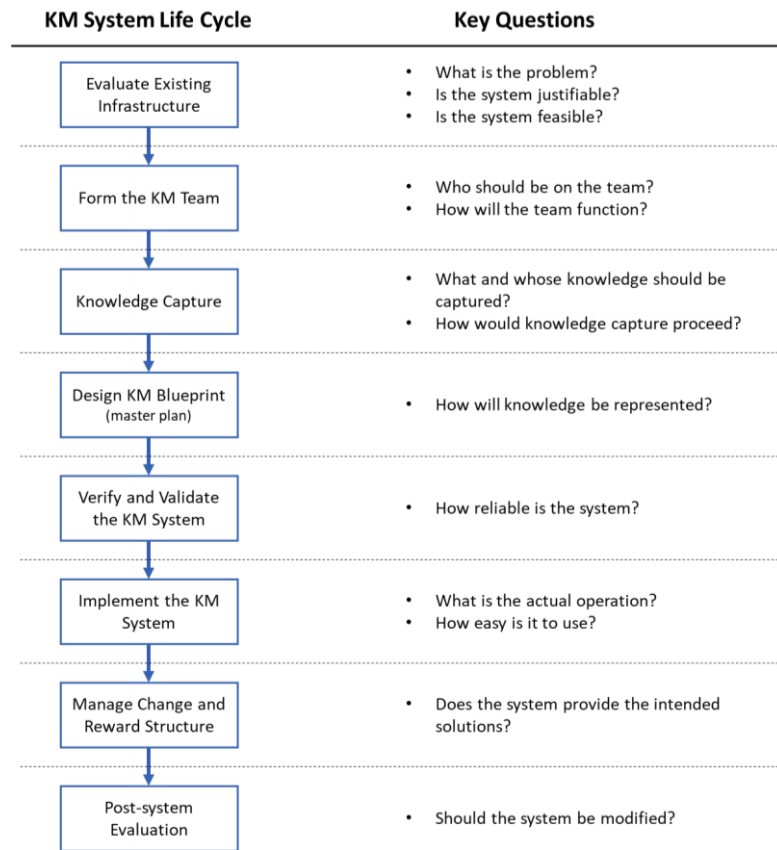 KM System Life Cycle
Key Questions
Evaluate Existing
Infrastructure
• What is the problem?
• Is the system justifiable?
• Is the system feasible?
Form the KM Team
• Who should be on the team?
• How will the team function?
Knowledge Capture
• What and whose knowledge should be
captured?
• How would knowledge capture proceed?
Design KM Blueprint
(master plan)
• How will knowledge be represented?
Verify and Validate
the KM System
• How reliable is the system?
Implement the KM
System
• What is the actual operation?
• How easy is it to use?
Manage Change and
Reward Structure
• Does the system provide the intended
solutions?
Post-system
Evaluation
• Should the system be modified?